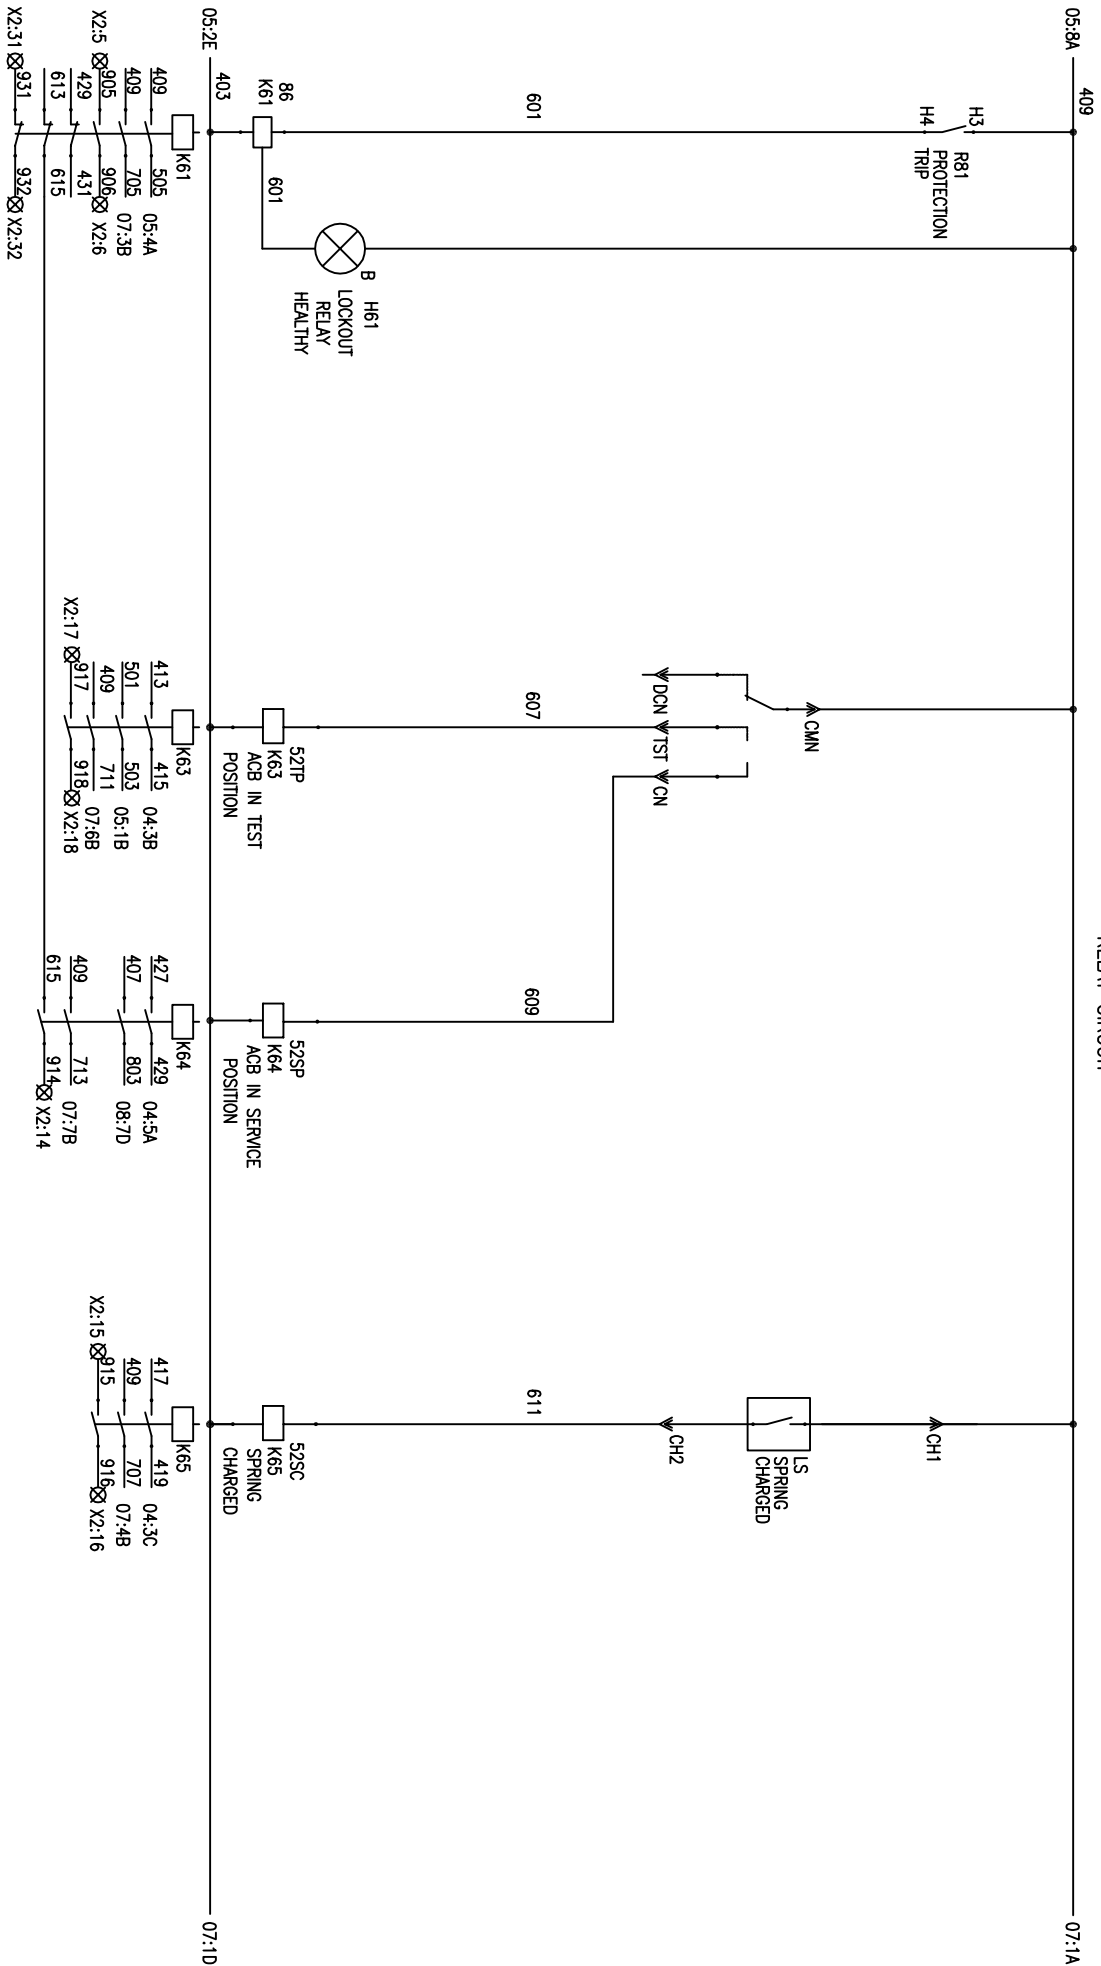 RELAY CIRCUIT
05:8A
409
07:1A
H3
H4
R81
PROTECTION
TRIP
601
86
K61
601
B
H61
LOCKOUT
RELAY
HEALTHY
CMN
DCN
TST
CN
607
52TP
K63
ACB IN TEST
POSITION
609
52SP
K64
ACB IN SERVICE
POSITION
CH1
LS
SPRING
CHARGED
CH2
611
52SC
K65
SPRING
CHARGED
05:2E
403
07:1D
K61
409 505 05:4A
409 705 07:3B
X2:5 905 906 X2:6
429 431
613 615
X2:31 931 932 X2:32
K63
413 415 04:3B
501 503 05:1B
409 711 07:6B
X2:17 917 918 X2:18
K64
427 429 04:5A
407 803 08:7D
409 713 07:7B
615 914 X2:14
K65
417 419 04:3C
409 707 07:4B
X2:15 915 916 X2:16